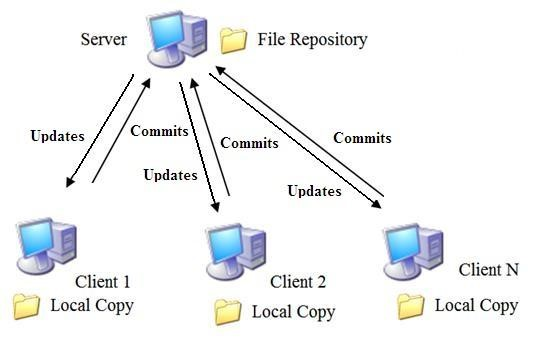 Server
File Repository
Updates
Commits
Commits
Updates
Commits
Updates
Client 1
Local Copy
Client 2
Local Copy
Client N
Local Copy